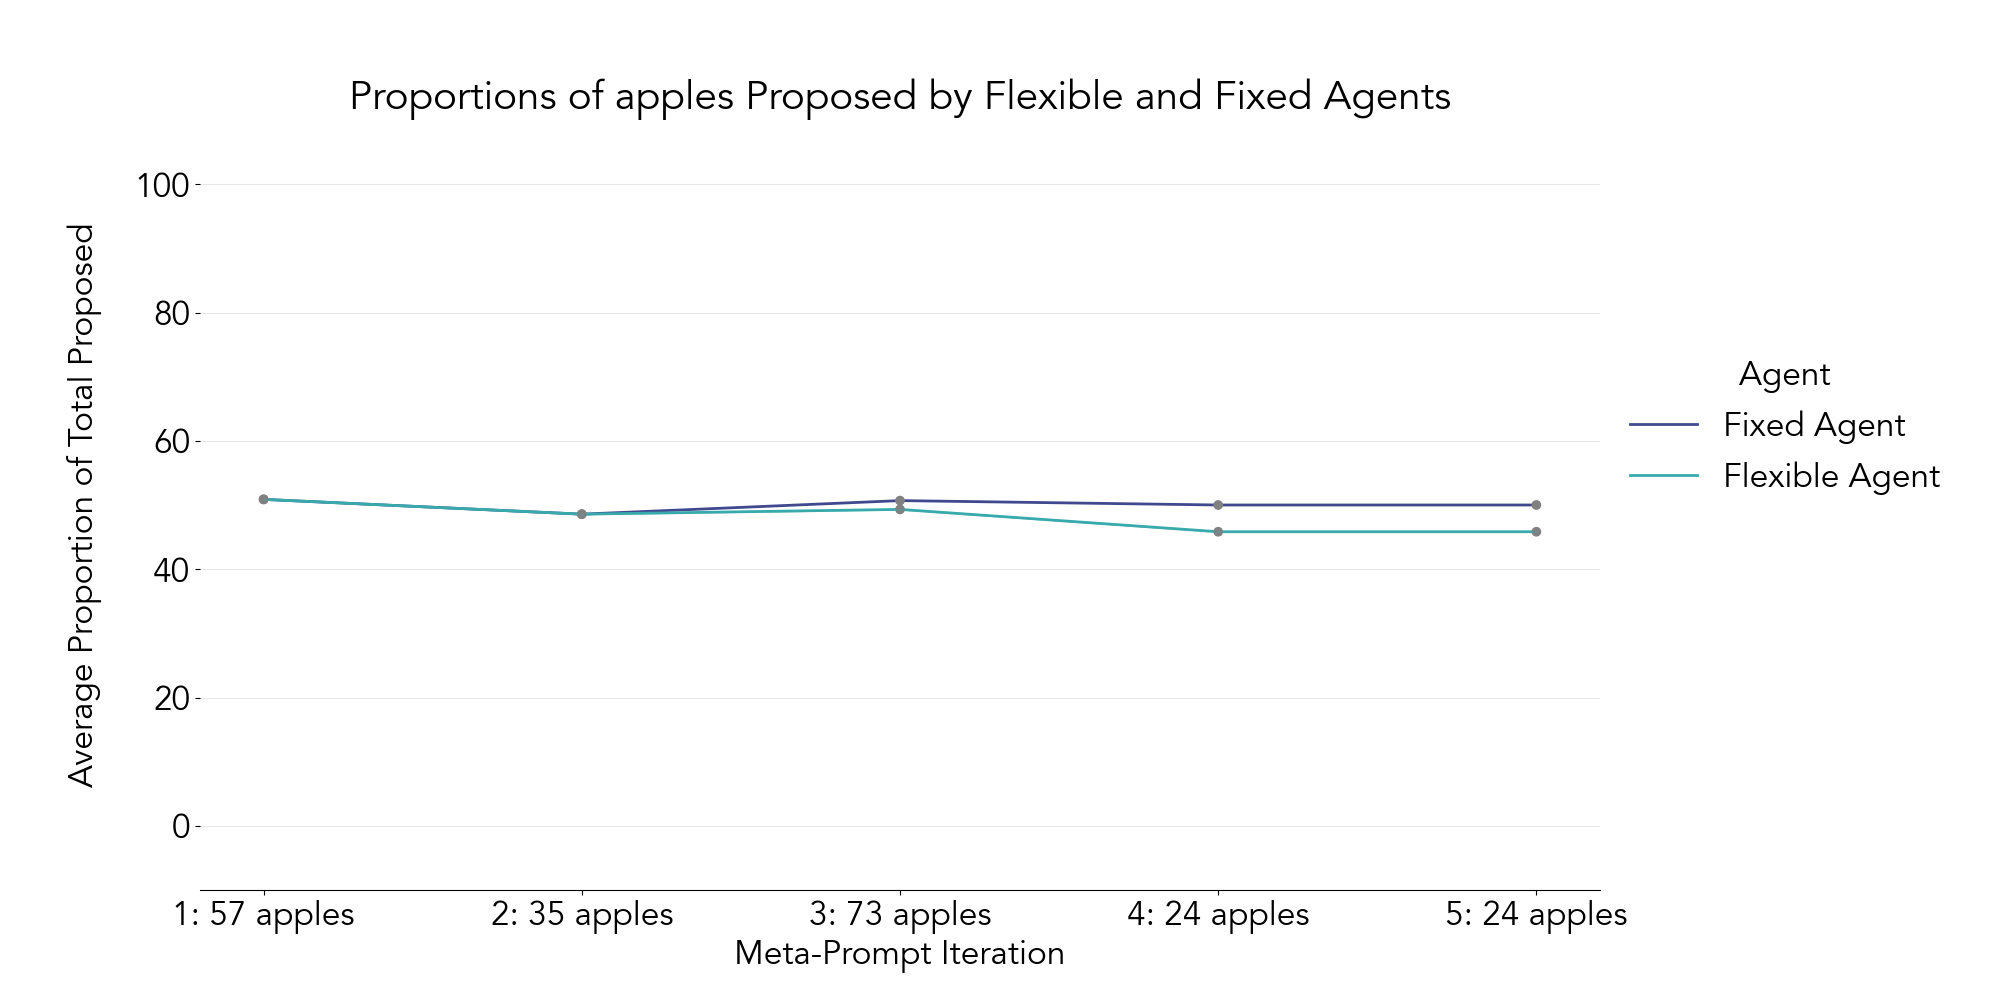 Proportions of apples Proposed by Flexible and Fixed Agents
Average Proportion of Total Proposed
100
80
60
40
20
0
1: 57 apples
2: 35 apples
3: 73 apples
4: 24 apples
5: 24 apples
Meta-Prompt Iteration
Agent
Fixed Agent
Flexible Agent